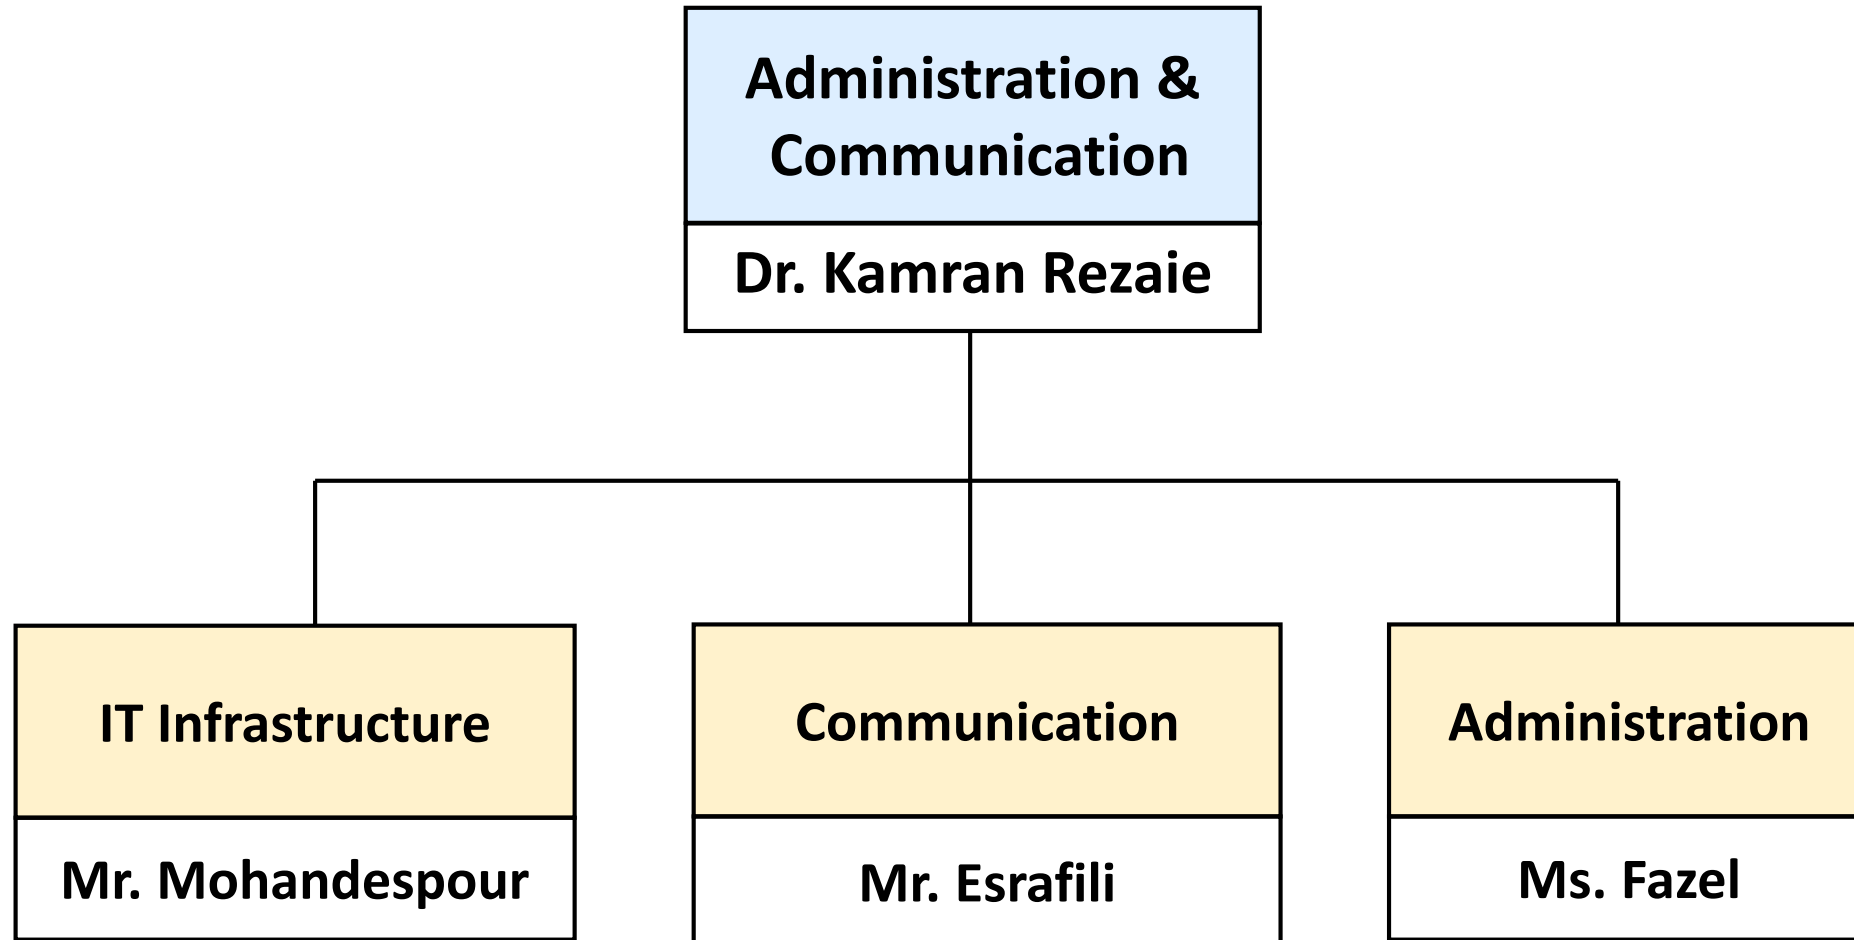 Administration &
Communication
Dr. Kamran Rezaie
IT Infrastructure
Mr. Mohandespour
Communication
Mr. Esrafili
Administration
Ms. Fazel